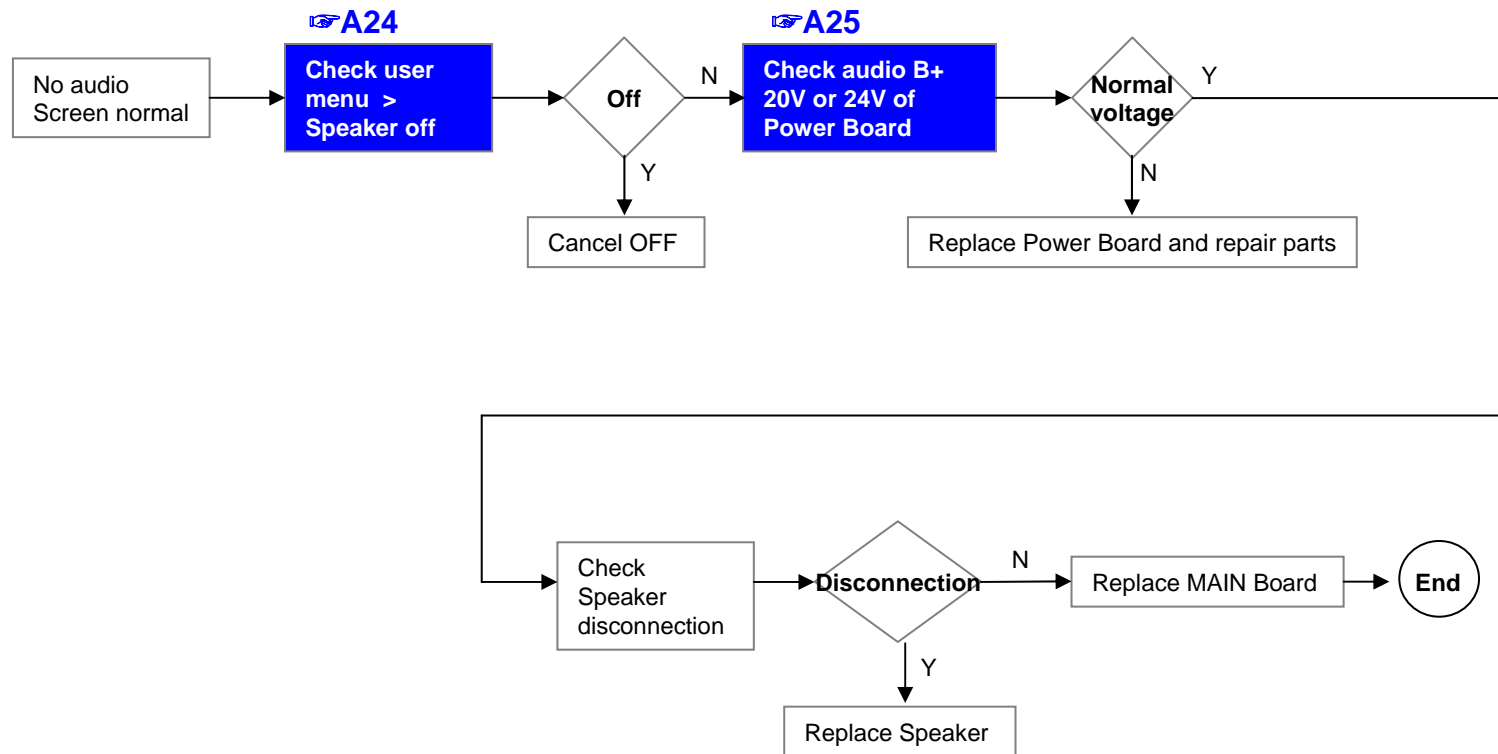 ☞A24
☞A25
No audio
Screen normal
Check user
menu >
Speaker off
Off
N
Y
Cancel OFF
Check audio B+
20V or 24V of
Power Board
Normal
voltage
Y
N
Replace Power Board and repair parts
Check
Speaker
disconnection
Disconnection
N
Y
Replace MAIN Board
End
Replace Speaker